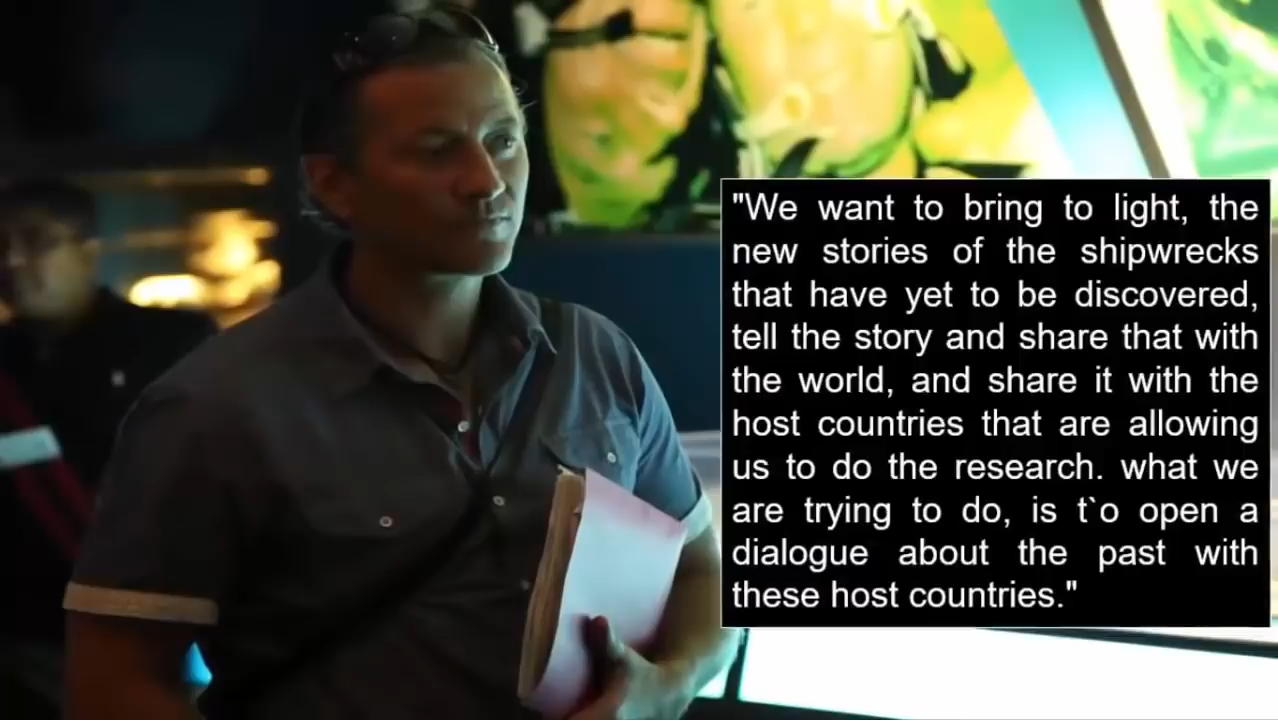 "We want to bring to light, the
new stories of the shipwrecks
that have yet to be discovered,
tell the story and share that with
the world, and share it with the
host countries that are allowing
us to do the research. what we
are trying to do, is t`o open a
dialogue about the past with
these host countries."